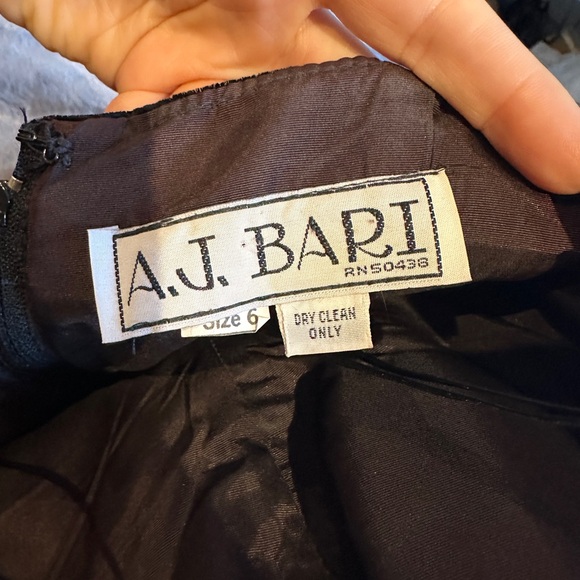 A.J. BARI
RN50438
Size 6
DRY CLEAN
ONLY